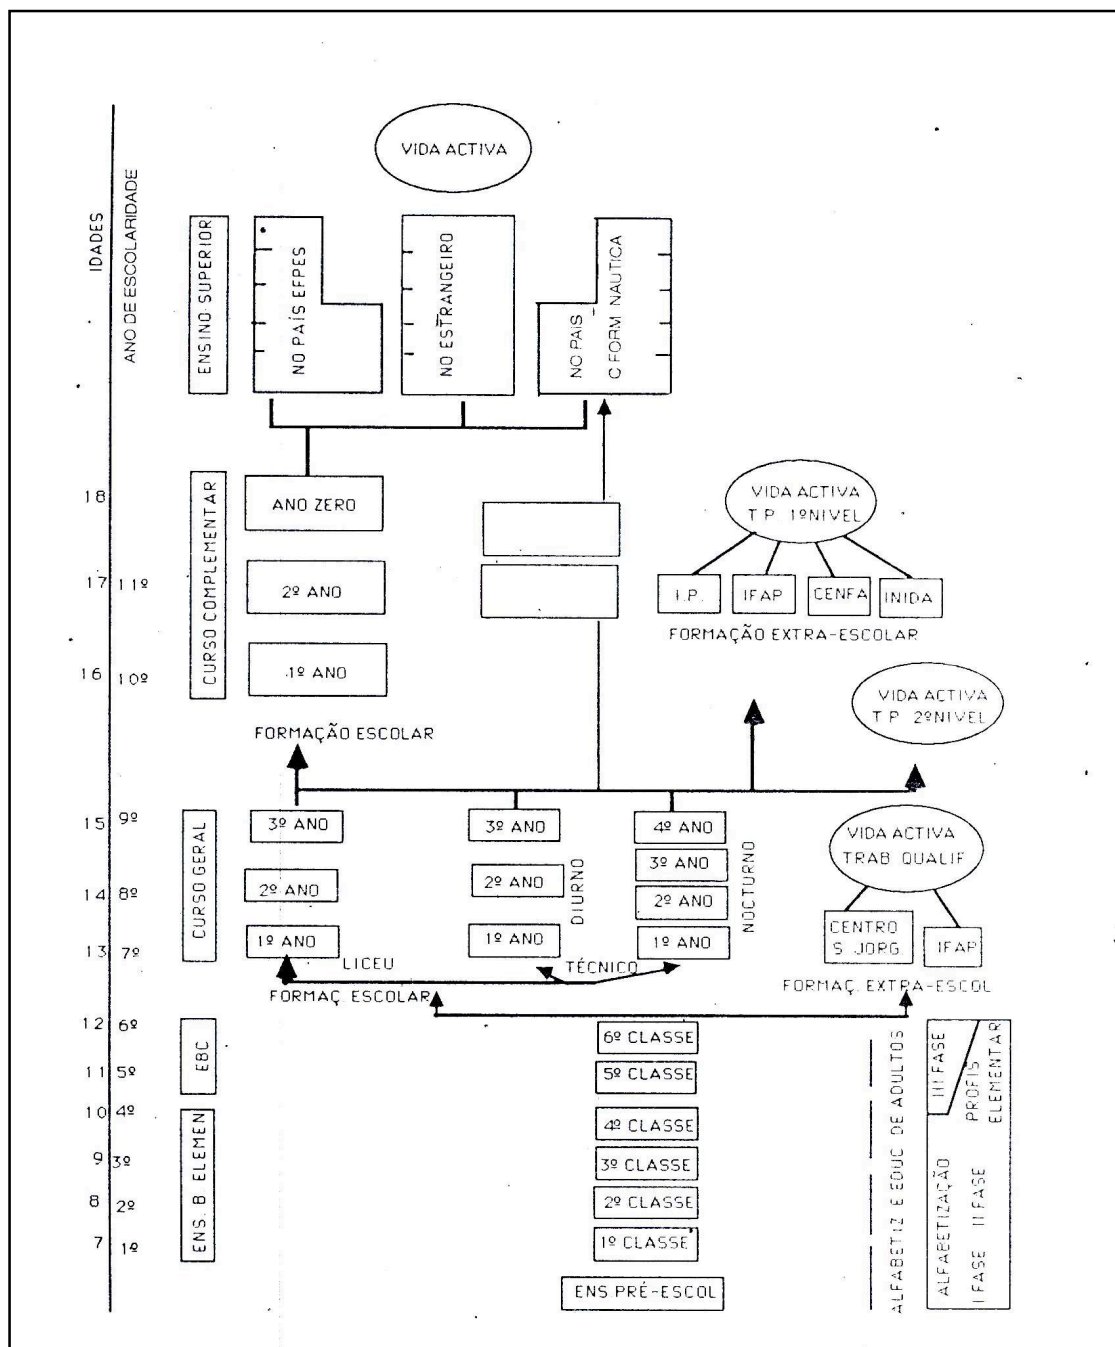 VIDA ACTIVA
IDADES
ANO DE ESCOLARIDADE
ENSINO SUPERIOR
NO PAÍS EFPES
NO ESTRANGEIRO
NO PAIS
C FORM NAUTICA
CURSO COMPLEMENTAR
18
ANO ZERO
17 11º
2º ANO
16 10º
1º ANO
VIDA ACTIVA
T P. 1º NIVEL
I.P.
IFAP
CENFA
INIDA
FORMAÇÃO EXTRA-ESCOLAR
VIDA ACTIVA
T P. 2º NIVEL
FORMAÇÃO ESCOLAR
CURSO GERAL
15 9º
3º ANO
3º ANO
4º ANO
3º ANO
14 8º
2º ANO
2º ANO
2º ANO
13 7º
1º ANO
1º ANO
1º ANO
DIURNO
NOCTURNO
VIDA ACTIVA
TRAB QUALIF
CENTRO
S. JORG
IFAP
LICEU
TÉCNICO
FORMAÇ. ESCOLAR
FORMAÇ. EXTRA-ESCOL
EBC
12 6º
6º CLASSE
11 5º
5º CLASSE
ENS. B ELEMEN
10 4º
4º CLASSE
9 3º
3º CLASSE
8 2º
2º CLASSE
7 1º
1º CLASSE
ENS.PRÉ-ESCOL
ALFABETIZ E EDUC DE ADULTOS
III FASE
PROFIS
ELEMENTAR
ALFABETIZAÇÃO
I FASE II FASE